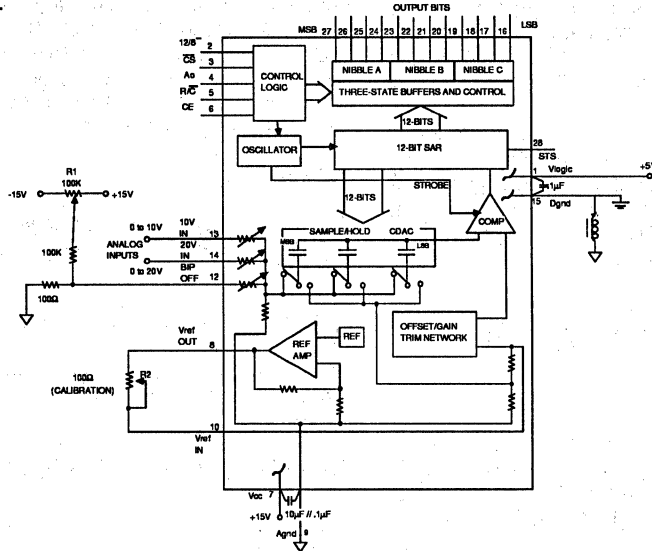 OUTPUT BITS
MSB 27 26 25 24 23 22 21 20 19 18 17 16 LSB
12/8 2
CS 3
Ao 4
R/C 5
CE 6
CONTROL LOGIC
NIBBLE A NIBBLE B NIBBLE C
THREE-STATE BUFFERS AND CONTROL
12-BITS
OSCILLATOR
12-BIT SAR
28
STS
1 Vlogic
+5V
1µF
15 Dgnd
12-BITS
STROBE
COMP
R1
100K
-15V
+15V
100K
100Ω
0 to 10V
ANALOG INPUTS
0 to 20V
10V IN 13
20V IN 14
BIP OFF 12
SAMPLE/HOLD CDAC
MSB
LSB
OFFSET/GAIN TRIM NETWORK
Vref OUT 8
REF AMP
REF
100Ω
(CALIBRATION)
R2
10
Vref IN
Vcc 7
10µF // .1µF
+15V
Agnd 9